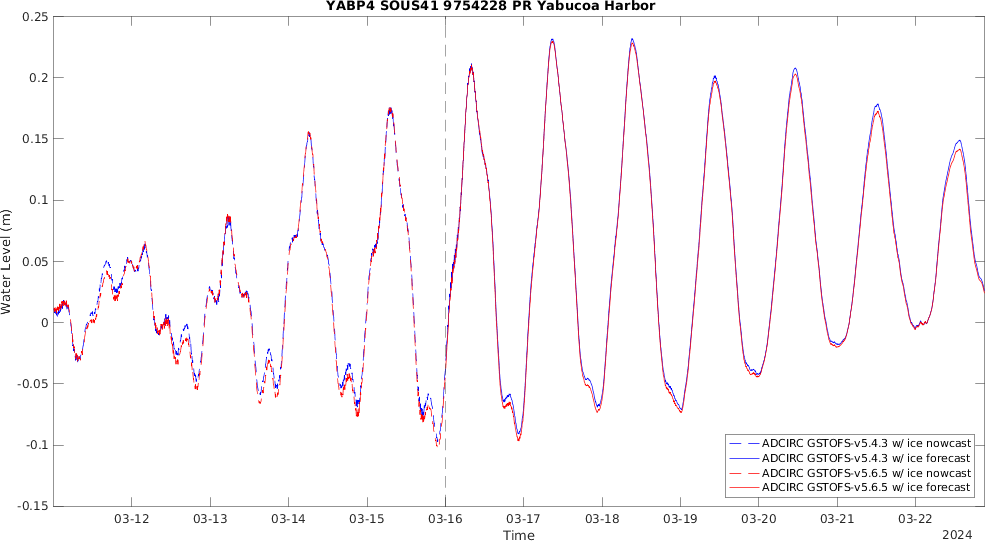 YABP4 SOUS41 9754228 PR Yabucoa Harbor
0.25
0.2
0.15
0.1
0.05
0
-0.05
-0.1
-0.15
Water Level (m)
ADCIRC GSTOFS-v5.4.3 w/ ice nowcast
ADCIRC GSTOFS-v5.4.3 w/ ice forecast
ADCIRC GSTOFS-v5.6.5 w/ ice nowcast
ADCIRC GSTOFS-v5.6.5 w/ ice forecast
03-12 03-13 03-14 03-15 03-16 03-17 03-18 03-19 03-20 03-21 03-22
Time
2024